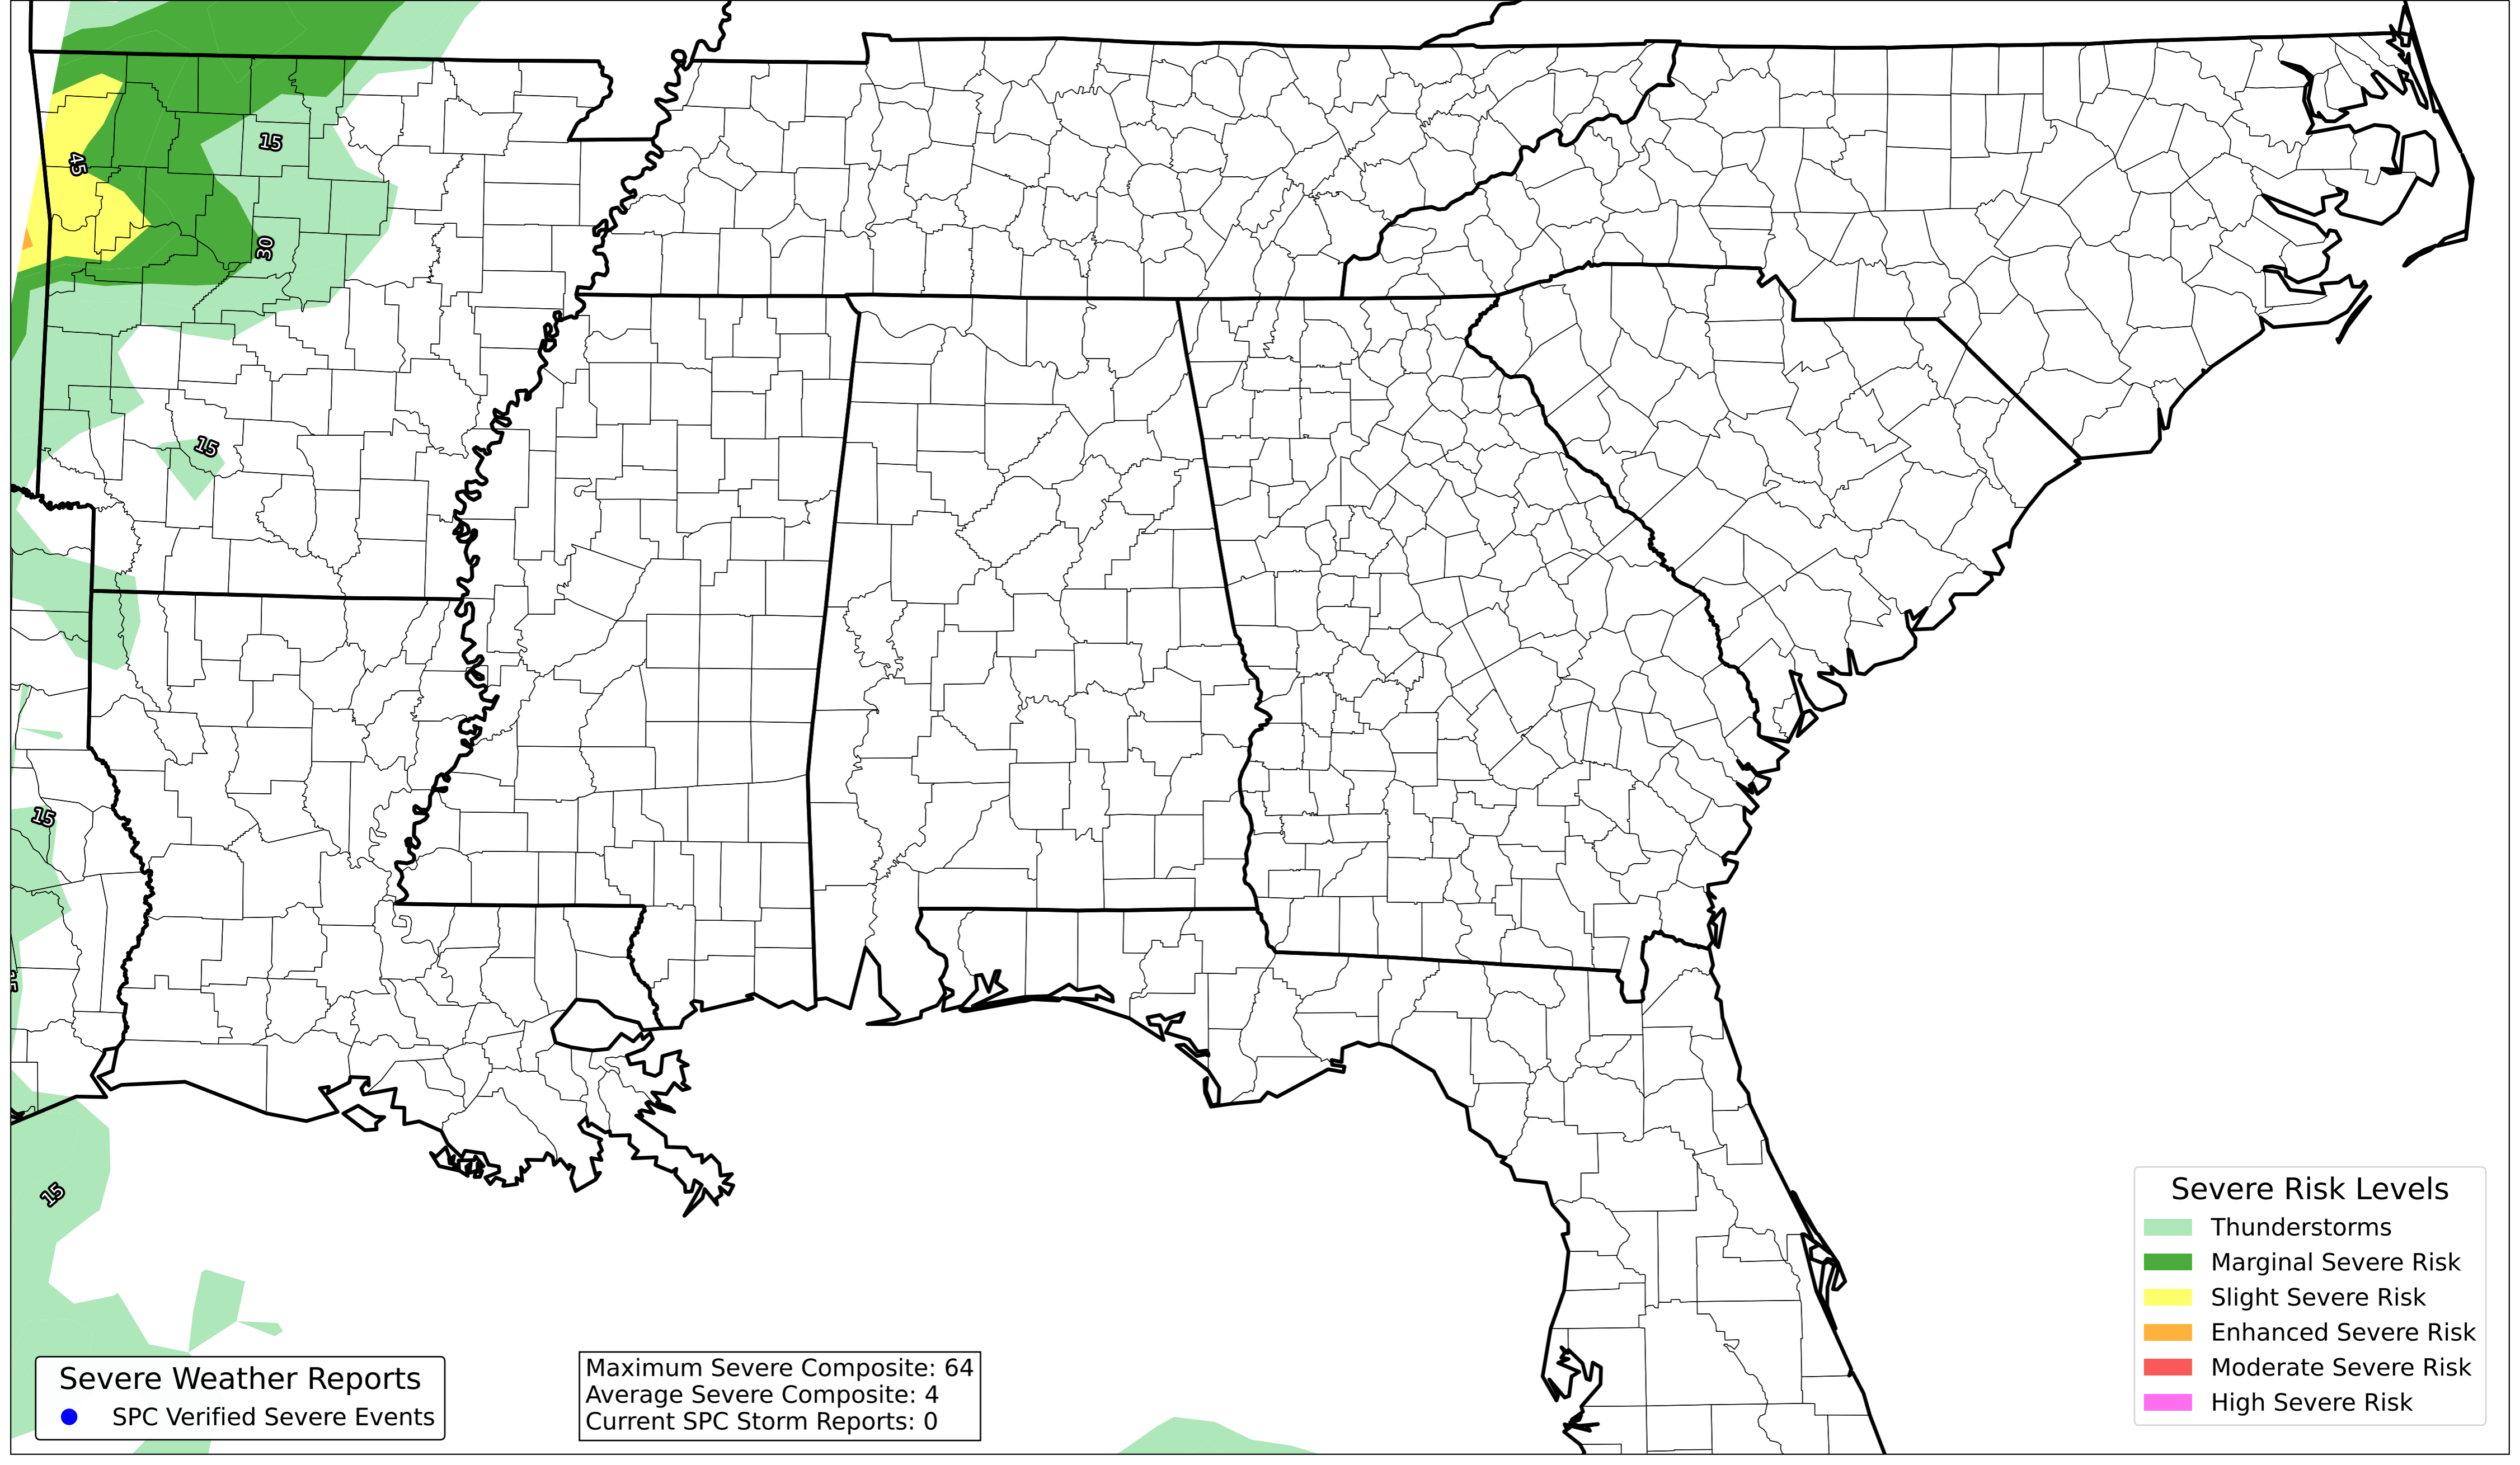 15
45
30
15
15
15
Severe Risk Levels
Thunderstorms
Marginal Severe Risk
Slight Severe Risk
Enhanced Severe Risk
Moderate Severe Risk
High Severe Risk
Severe Weather Reports
SPC Verified Severe Events
Maximum Severe Composite: 64
Average Severe Composite: 4
Current SPC Storm Reports: 0